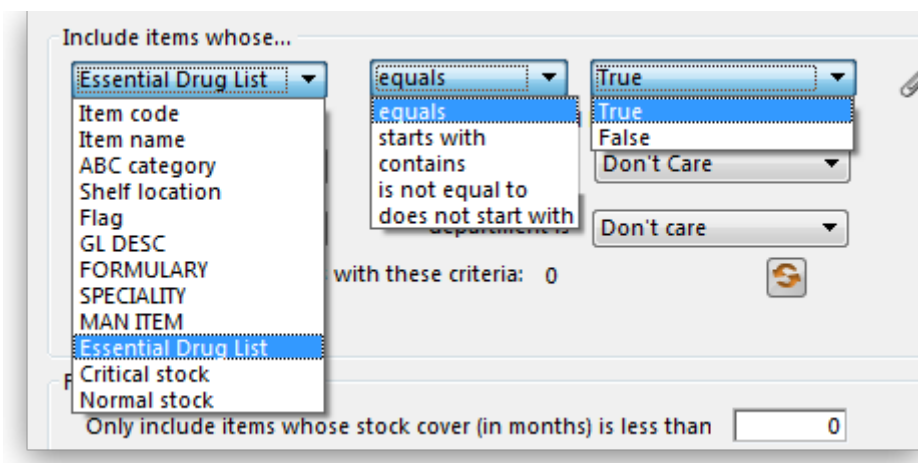 Include items whose...
Essential Drug List equals True
Item code
Item name
ABC category
Shelf location
Flag
GL DESC
FORMULARY
SPECIALITY
MAN ITEM
Essential Drug List
Critical stock
Normal stock
equals
starts with
contains
is not equal to
does not start with
True
False
Don't Care
department is Don't care
with these criteria: 0
Only include items whose stock cover (in months) is less than 0